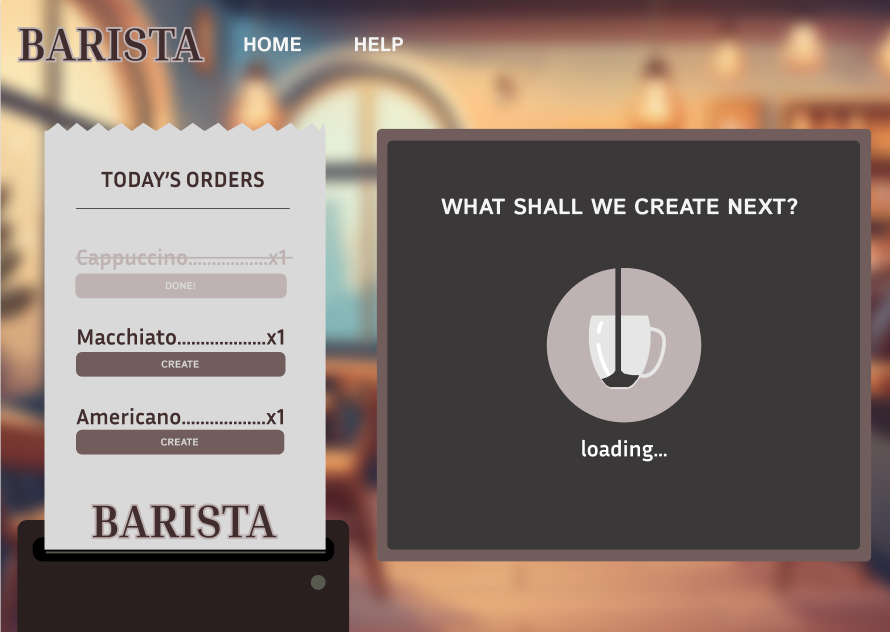 BARISTA HOME HELP
TODAY'S ORDERS
Cappuccino.................x1
DONE!
Macchiato...................x1
CREATE
Americano..................x1
CREATE
BARISTA
WHAT SHALL WE CREATE NEXT?
loading...